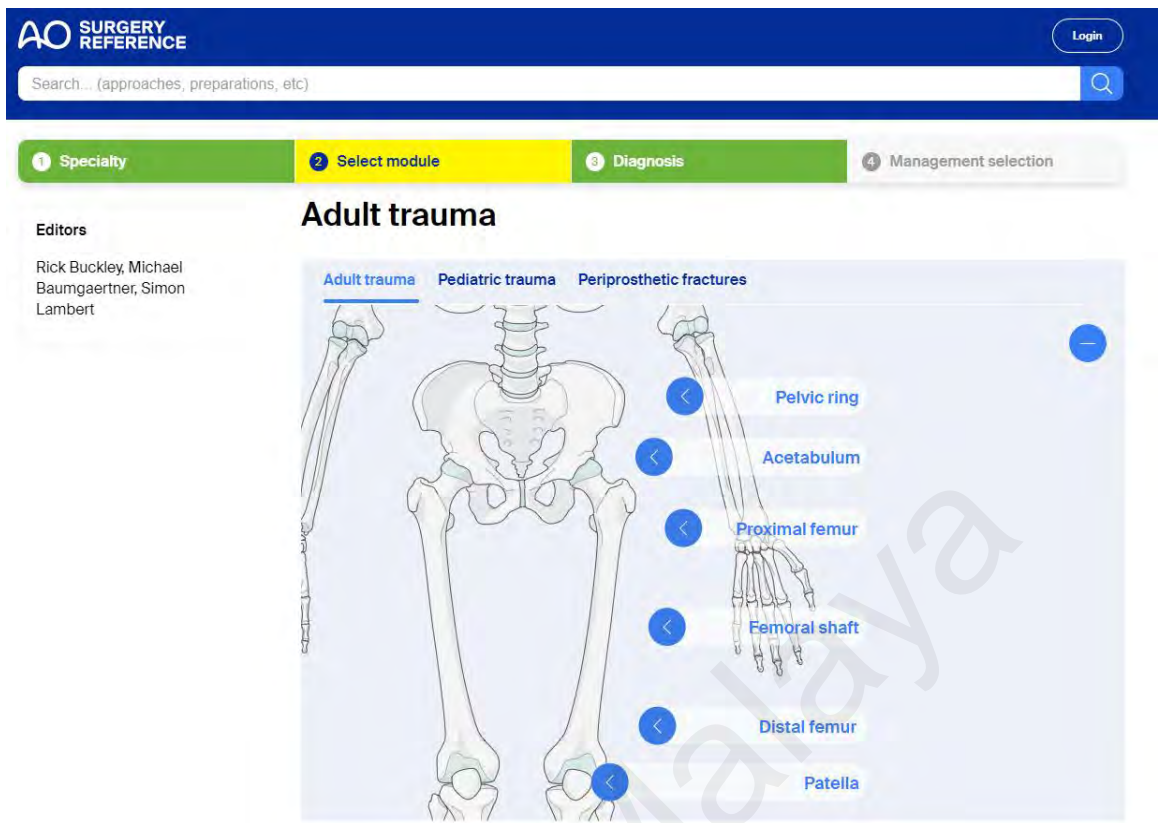 AO SURGERY
REFERENCE
Login
Search... (approaches, preparations, etc)
1 Specialty
2 Select module
3 Diagnosis
4 Management selection
Editors
Rick Buckley, Michael
Baumgaertner, Simon
Lambert
Adult trauma
Adult trauma Pediatric trauma Periprosthetic fractures
Pelvic ring
Acetabulum
Proximal femur
Femoral shaft
Distal femur
Patella
Malaya